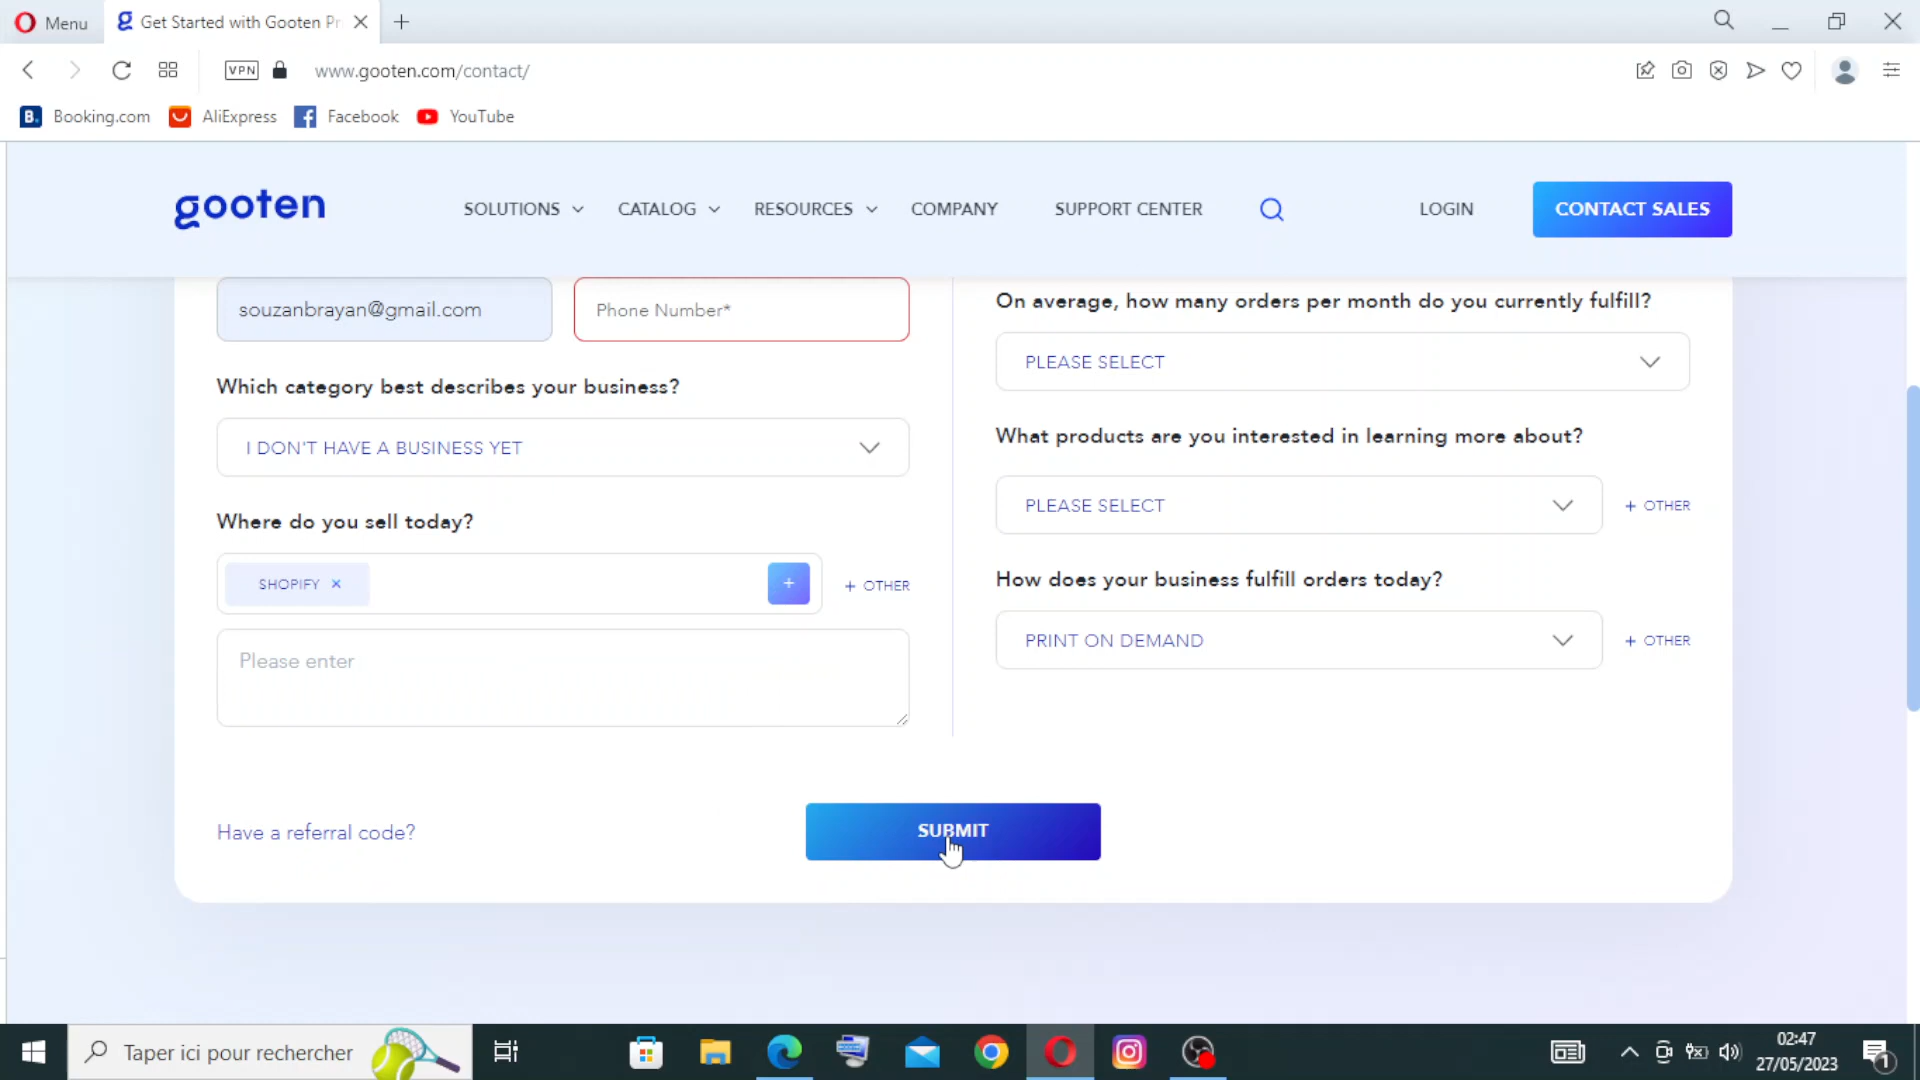 Menu
Get Started with Gooten Pr
VPN
www.gooten.com/contact/
B. Booking.com
AliExpress
Facebook
YouTube
gooten
SOLUTIONS
CATALOG
RESOURCES
COMPANY
SUPPORT CENTER
LOGIN
CONTACT SALES
souzanbrayan@gmail.com
Phone Number*
Which category best describes your business?
I DON'T HAVE A BUSINESS YET
Where do you sell today?
SHOPIFY ×
+
+ OTHER
Please enter
On average, how many orders per month do you currently fulfill?
PLEASE SELECT
What products are you interested in learning more about?
PLEASE SELECT
+ OTHER
How does your business fulfill orders today?
PRINT ON DEMAND
+ OTHER
Have a referral code?
SUBMIT
Taper ici pour rechercher
02:47
27/05/2023
1